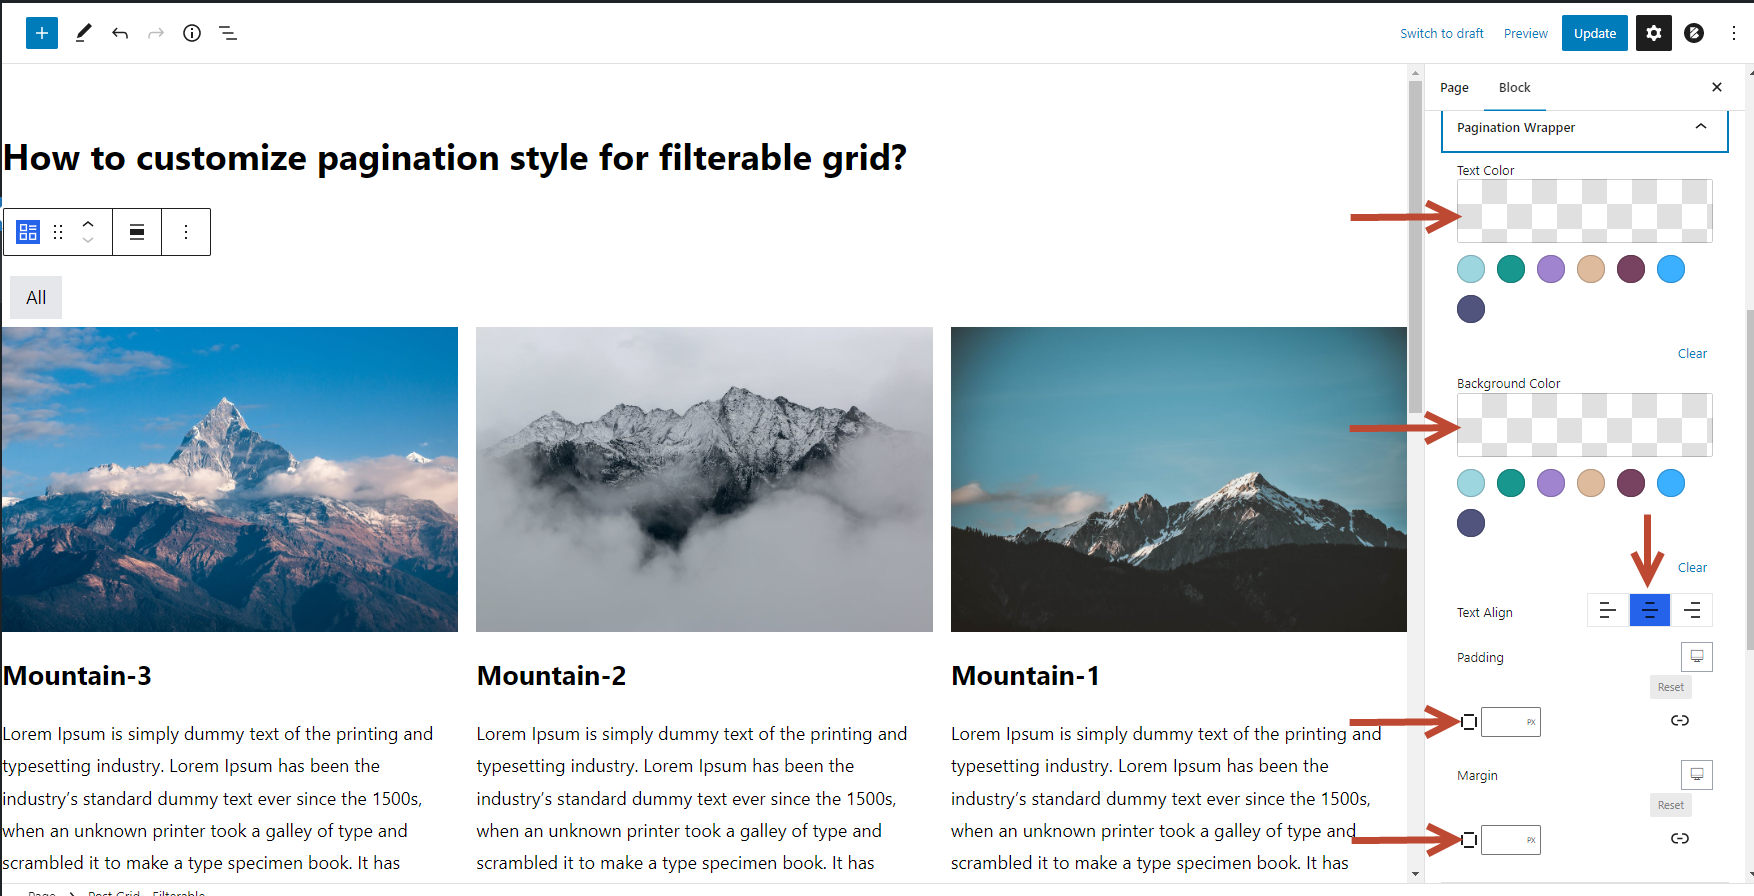 Switch to draft
Preview
Update
Page
Block
How to customize pagination style for filterable grid?
All
Mountain-3
Lorem Ipsum is simply dummy text of the printing and
typesetting industry. Lorem Ipsum has been the
industry’s standard dummy text ever since the 1500s,
when an unknown printer took a galley of type and
scrambled it to make a type specimen book. It has
Mountain-2
Lorem Ipsum is simply dummy text of the printing and
typesetting industry. Lorem Ipsum has been the
industry’s standard dummy text ever since the 1500s,
when an unknown printer took a galley of type and
scrambled it to make a type specimen book. It has
Mountain-1
Lorem Ipsum is simply dummy text of the printing and
typesetting industry. Lorem Ipsum has been the
industry’s standard dummy text ever since the 1500s,
when an unknown printer took a galley of type and
scrambled it to make a type specimen book. It has
Pagination Wrapper
Text Color
Clear
Background Color
Clear
Text Align
Padding
Reset
PX
Margin
Reset
PX
Page
Post Grid - Filterable